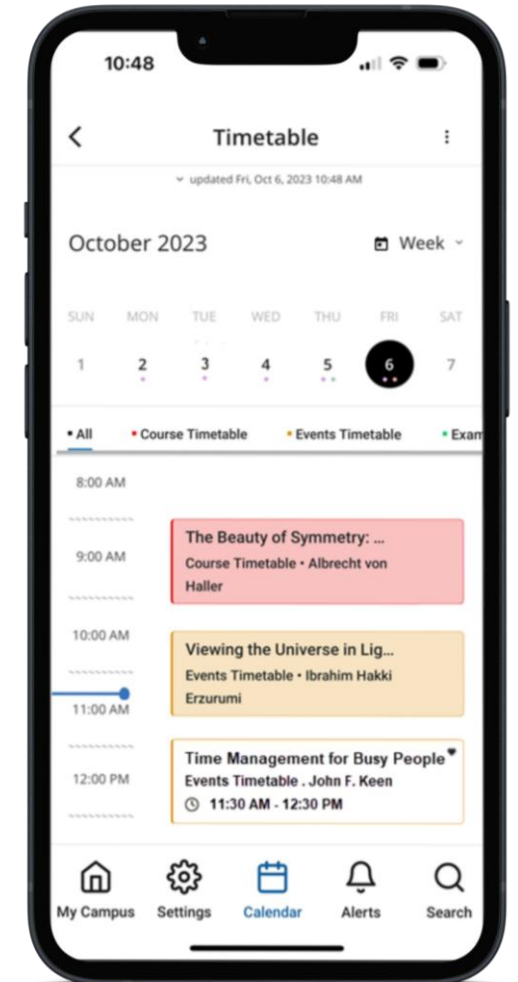 10:48
Timetable
updated Fri, Oct 6, 2023 10:48 AM
October 2023 Week
SUN MON TUE WED THU FRI SAT
1 2 3 4 5 6 7
• All • Course Timetable • Events Timetable • Exam
8:00 AM
The Beauty of Symmetry: ...
9:00 AM
Course Timetable • Albrecht von
Haller
10:00 AM
Viewing the Universe in Lig...
Events Timetable • Ibrahim Hakki
Erzurumi
11:00 AM
Time Management for Busy People
12:00 PM
Events Timetable . John F. Keen
11:30 AM - 12:30 PM
My Campus Settings Calendar Alerts Search